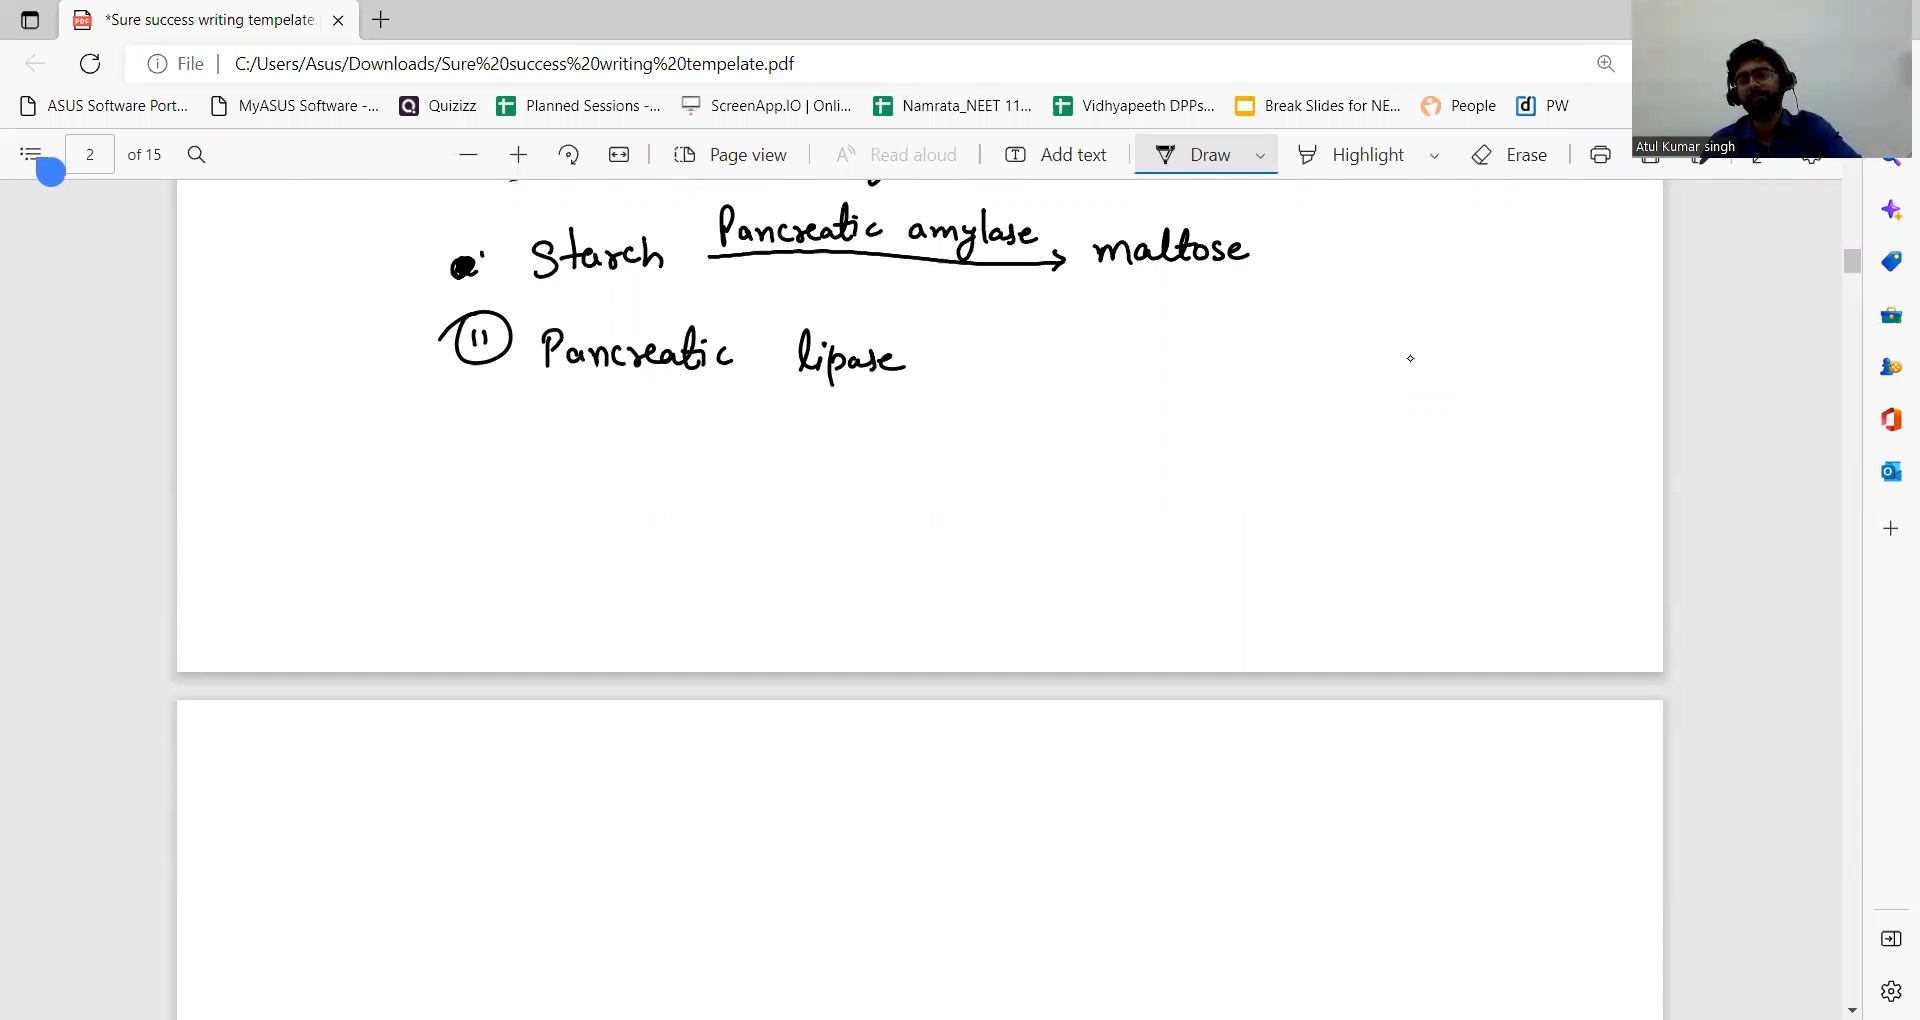 *Sure success writing tempelate
File
C:/Users/Asus/Downloads/Sure%20success%20writing%20tempelate.pdf
ASUS Software Port...
MyASUS Software -...
Quizizz
Planned Sessions -...
ScreenApp.IO | Onli...
Namrata_NEET 11...
Vidhyapeeth DPPs...
Break Slides for NE...
People
PW
Atul Kumar singh
2 of 15
Page view
Read aloud
Add text
Draw
Highlight
Erase
Pancreatic amylase
Starch → maltose
(11) Pancreatic lipase